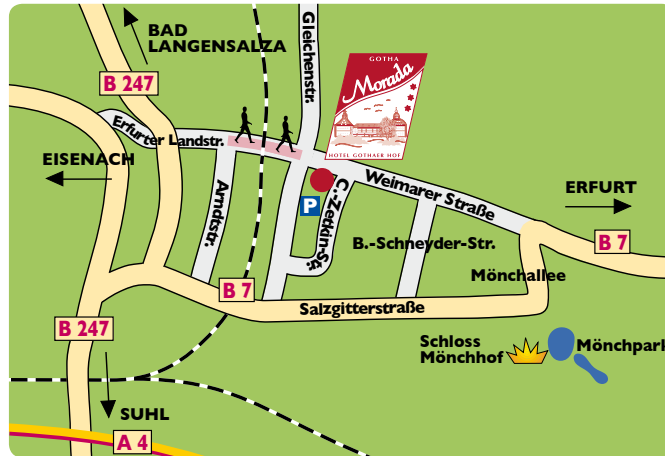 BAD
LANGENSALZA
B 247
Gleichenstr.
GOTHA
Morada
HOTEL GOTHAER HOF
Erfurter Landstr.
EISENACH
Arndtstr.
P
C.-Zetkin-Str.
Weimarer Straße
ERFURT
B 7
B.-Schneyder-Str.
Mönchallee
B 7
Salzgitterstraße
B 247
Schloss
Mönchhof
Mönchpark
SUHL
A 4